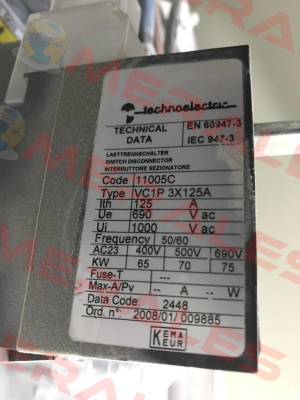 technoelectric
TECHNICAL DATA EN 60947-3 IEC 947-3
LASTTRENNSCHALTER
SWITCH DISCONNECTOR
INTERRUTTORE SEZIONATORE
Code 11005C
Type VC1P 3X125A
Ith 125 A
Ue 690 V ac
Ui 1000 V ac
Frequency 50/60
AC23 400V 500V 690V
KW 65 70 75
Fuse-T ---
Max-A/Pv -- A -- W
Data Code: 2448
Ord. n°: 2008/01/ 009885
KEMA
KEUR